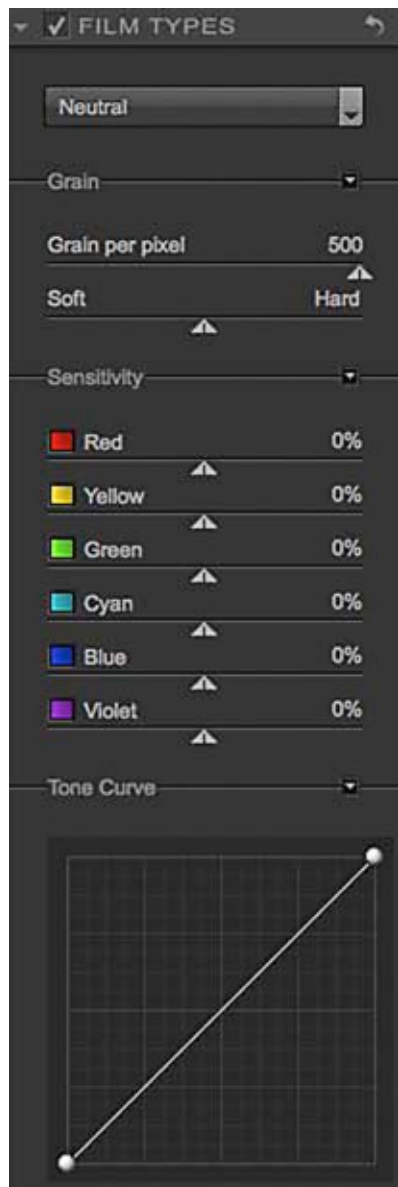 FILM TYPES
Neutral
Grain
Grain per pixel 500
Soft Hard
Sensitivity
Red 0%
Yellow 0%
Green 0%
Cyan 0%
Blue 0%
Violet 0%
Tone Curve